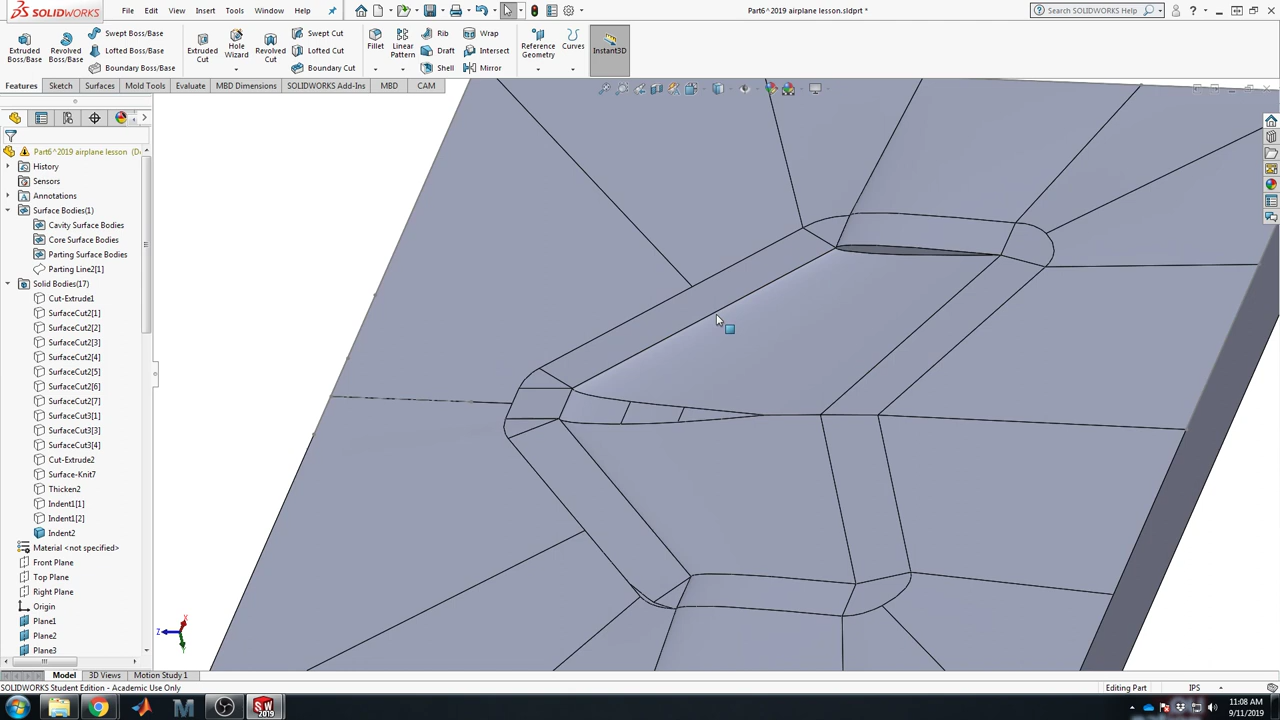 SOLIDWORKS
File Edit View Insert Tools Window Help
Part6^2019 airplane lesson.sldprt *
Search SOLIDWORKS Help
Extruded Boss/Base
Revolved Boss/Base
Swept Boss/Base
Lofted Boss/Base
Boundary Boss/Base
Extruded Cut
Hole Wizard
Revolved Cut
Swept Cut
Lofted Cut
Boundary Cut
Fillet
Linear Pattern
Rib
Draft
Shell
Wrap
Intersect
Mirror
Reference Geometry
Curves
Instant3D
Features Sketch Surfaces Mold Tools Evaluate MBD Dimensions SOLIDWORKS Add-Ins MBD CAM
Part6^2019 airplane lesson (D
History
Sensors
Annotations
Surface Bodies(1)
Cavity Surface Bodies
Core Surface Bodies
Parting Surface Bodies
Parting Line2[1]
Solid Bodies(17)
Cut-Extrude1
SurfaceCut2[1]
SurfaceCut2[2]
SurfaceCut2[3]
SurfaceCut2[4]
SurfaceCut2[5]
SurfaceCut2[6]
SurfaceCut2[7]
SurfaceCut3[1]
SurfaceCut3[3]
SurfaceCut3[4]
Cut-Extrude2
Surface-Knit7
Thicken2
Indent1[1]
Indent1[2]
Indent2
Material <not specified>
Front Plane
Top Plane
Right Plane
Origin
Plane1
Plane2
Plane3
X
Z
Y
Model 3D Views Motion Study 1
SOLIDWORKS Student Edition - Academic Use Only
Editing Part
IPS
SW 2019
11:08 AM
9/11/2019